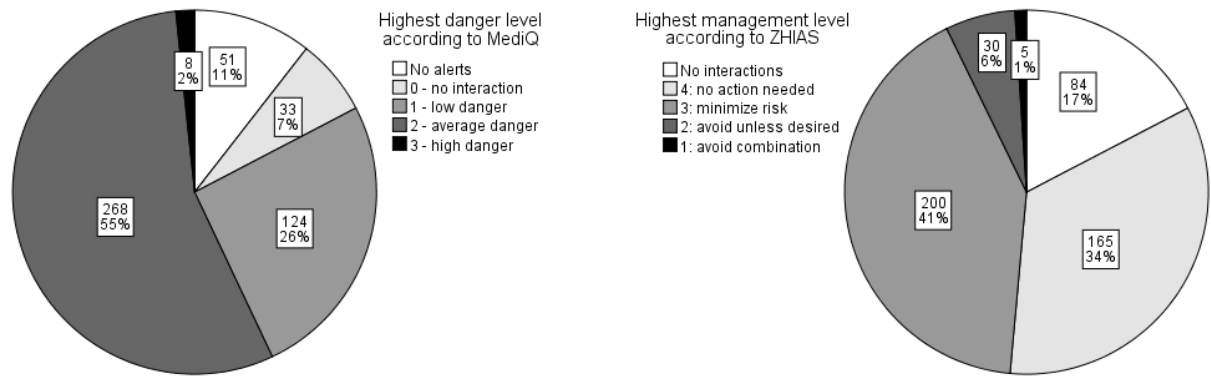 Highest danger level
according to MediQ
No alerts
0 - no interaction
1 - low danger
2 - average danger
3 - high danger
8
2%
51
11%
33
7%
124
26%
268
55%
Highest management level
according to ZHIAS
No interactions
4: no action needed
3: minimize risk
2: avoid unless desired
1: avoid combination
30
6%
5
1%
84
17%
200
41%
165
34%